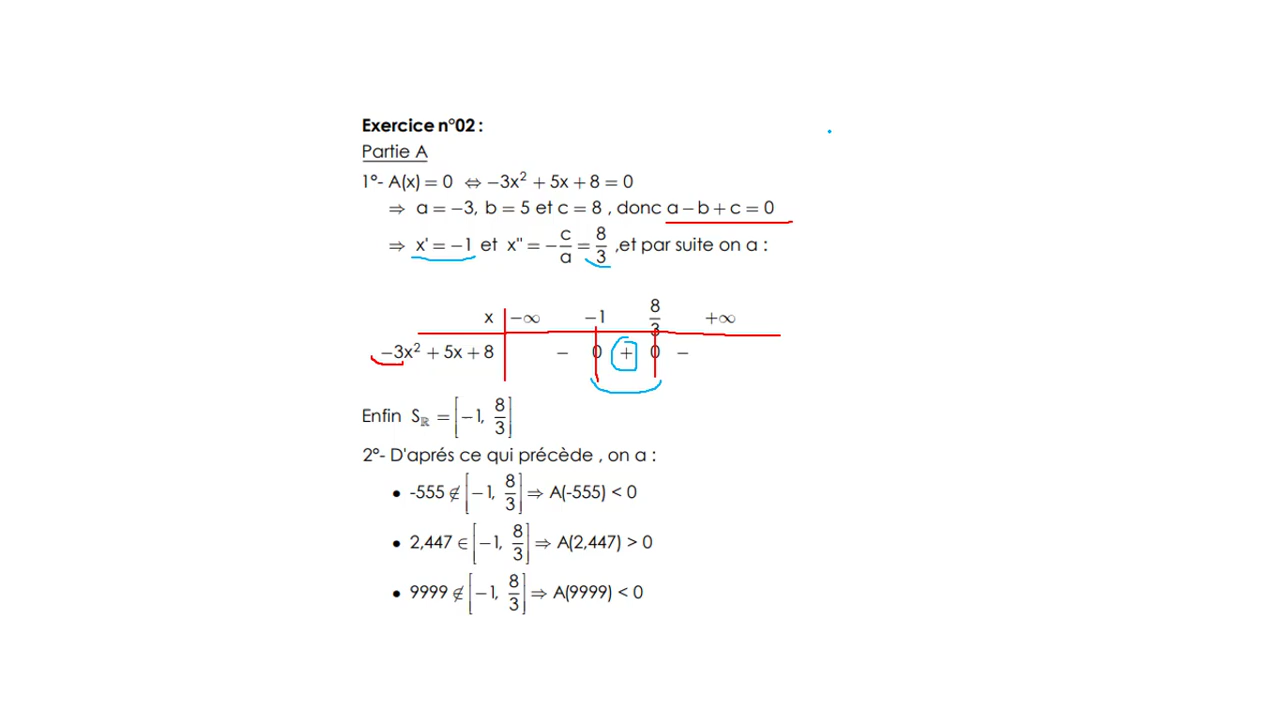 Exercice n°02 :
Partie A
1°- A(x) = 0 ⇔ −3x² + 5x + 8 = 0
⇒ a = −3, b = 5 et c = 8 , donc a − b + c = 0
⇒ x' = −1 et x" = − c/a = 8/3 ,et par suite on a :
x −∞ −1 8/3 +∞
−3x² + 5x + 8 − 0 + 0 −
Enfin Sℝ = [−1, 8/3]
2°- D'aprés ce qui précède , on a :
• -555 ∉ [−1, 8/3] ⇒ A(-555) < 0
• 2,447 ∈ [−1, 8/3] ⇒ A(2,447) > 0
• 9999 ∉ [−1, 8/3] ⇒ A(9999) < 0